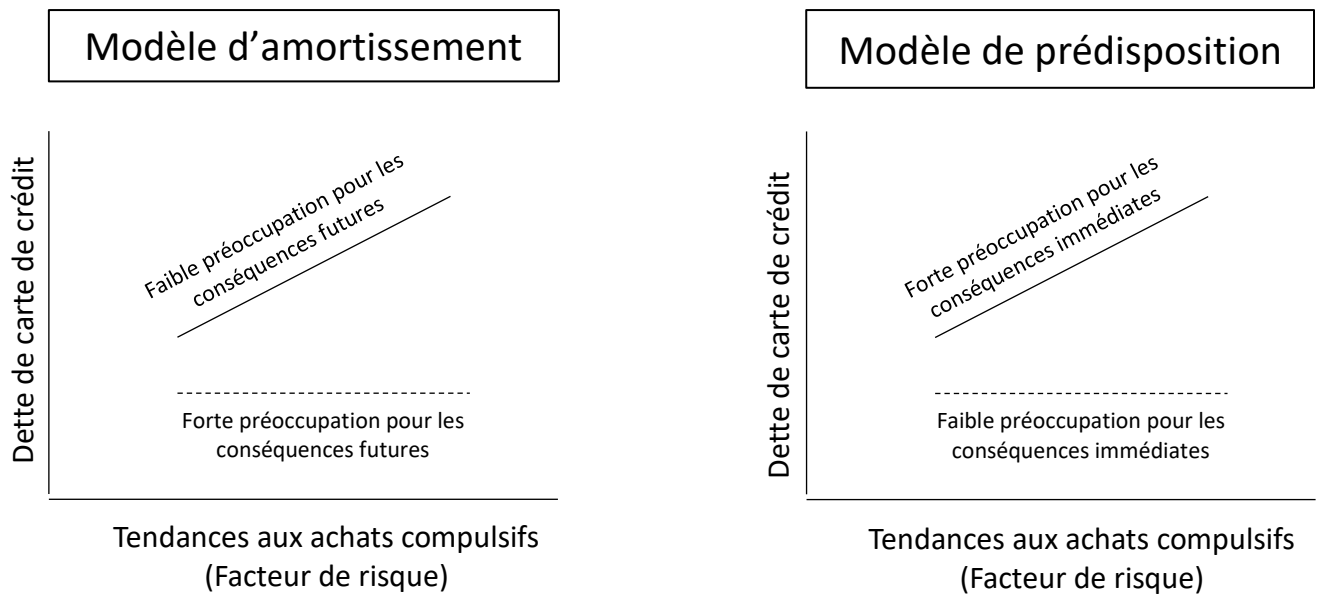 Modèle d’amortissement
Dette de carte de crédit
Faible préoccupation pour les
conséquences futures
Forte préoccupation pour les
conséquences futures
Tendances aux achats compulsifs
(Facteur de risque)
Modèle de prédisposition
Dette de carte de crédit
Forte préoccupation pour les
conséquences immédiates
Faible préoccupation pour les
conséquences immédiates
Tendances aux achats compulsifs
(Facteur de risque)